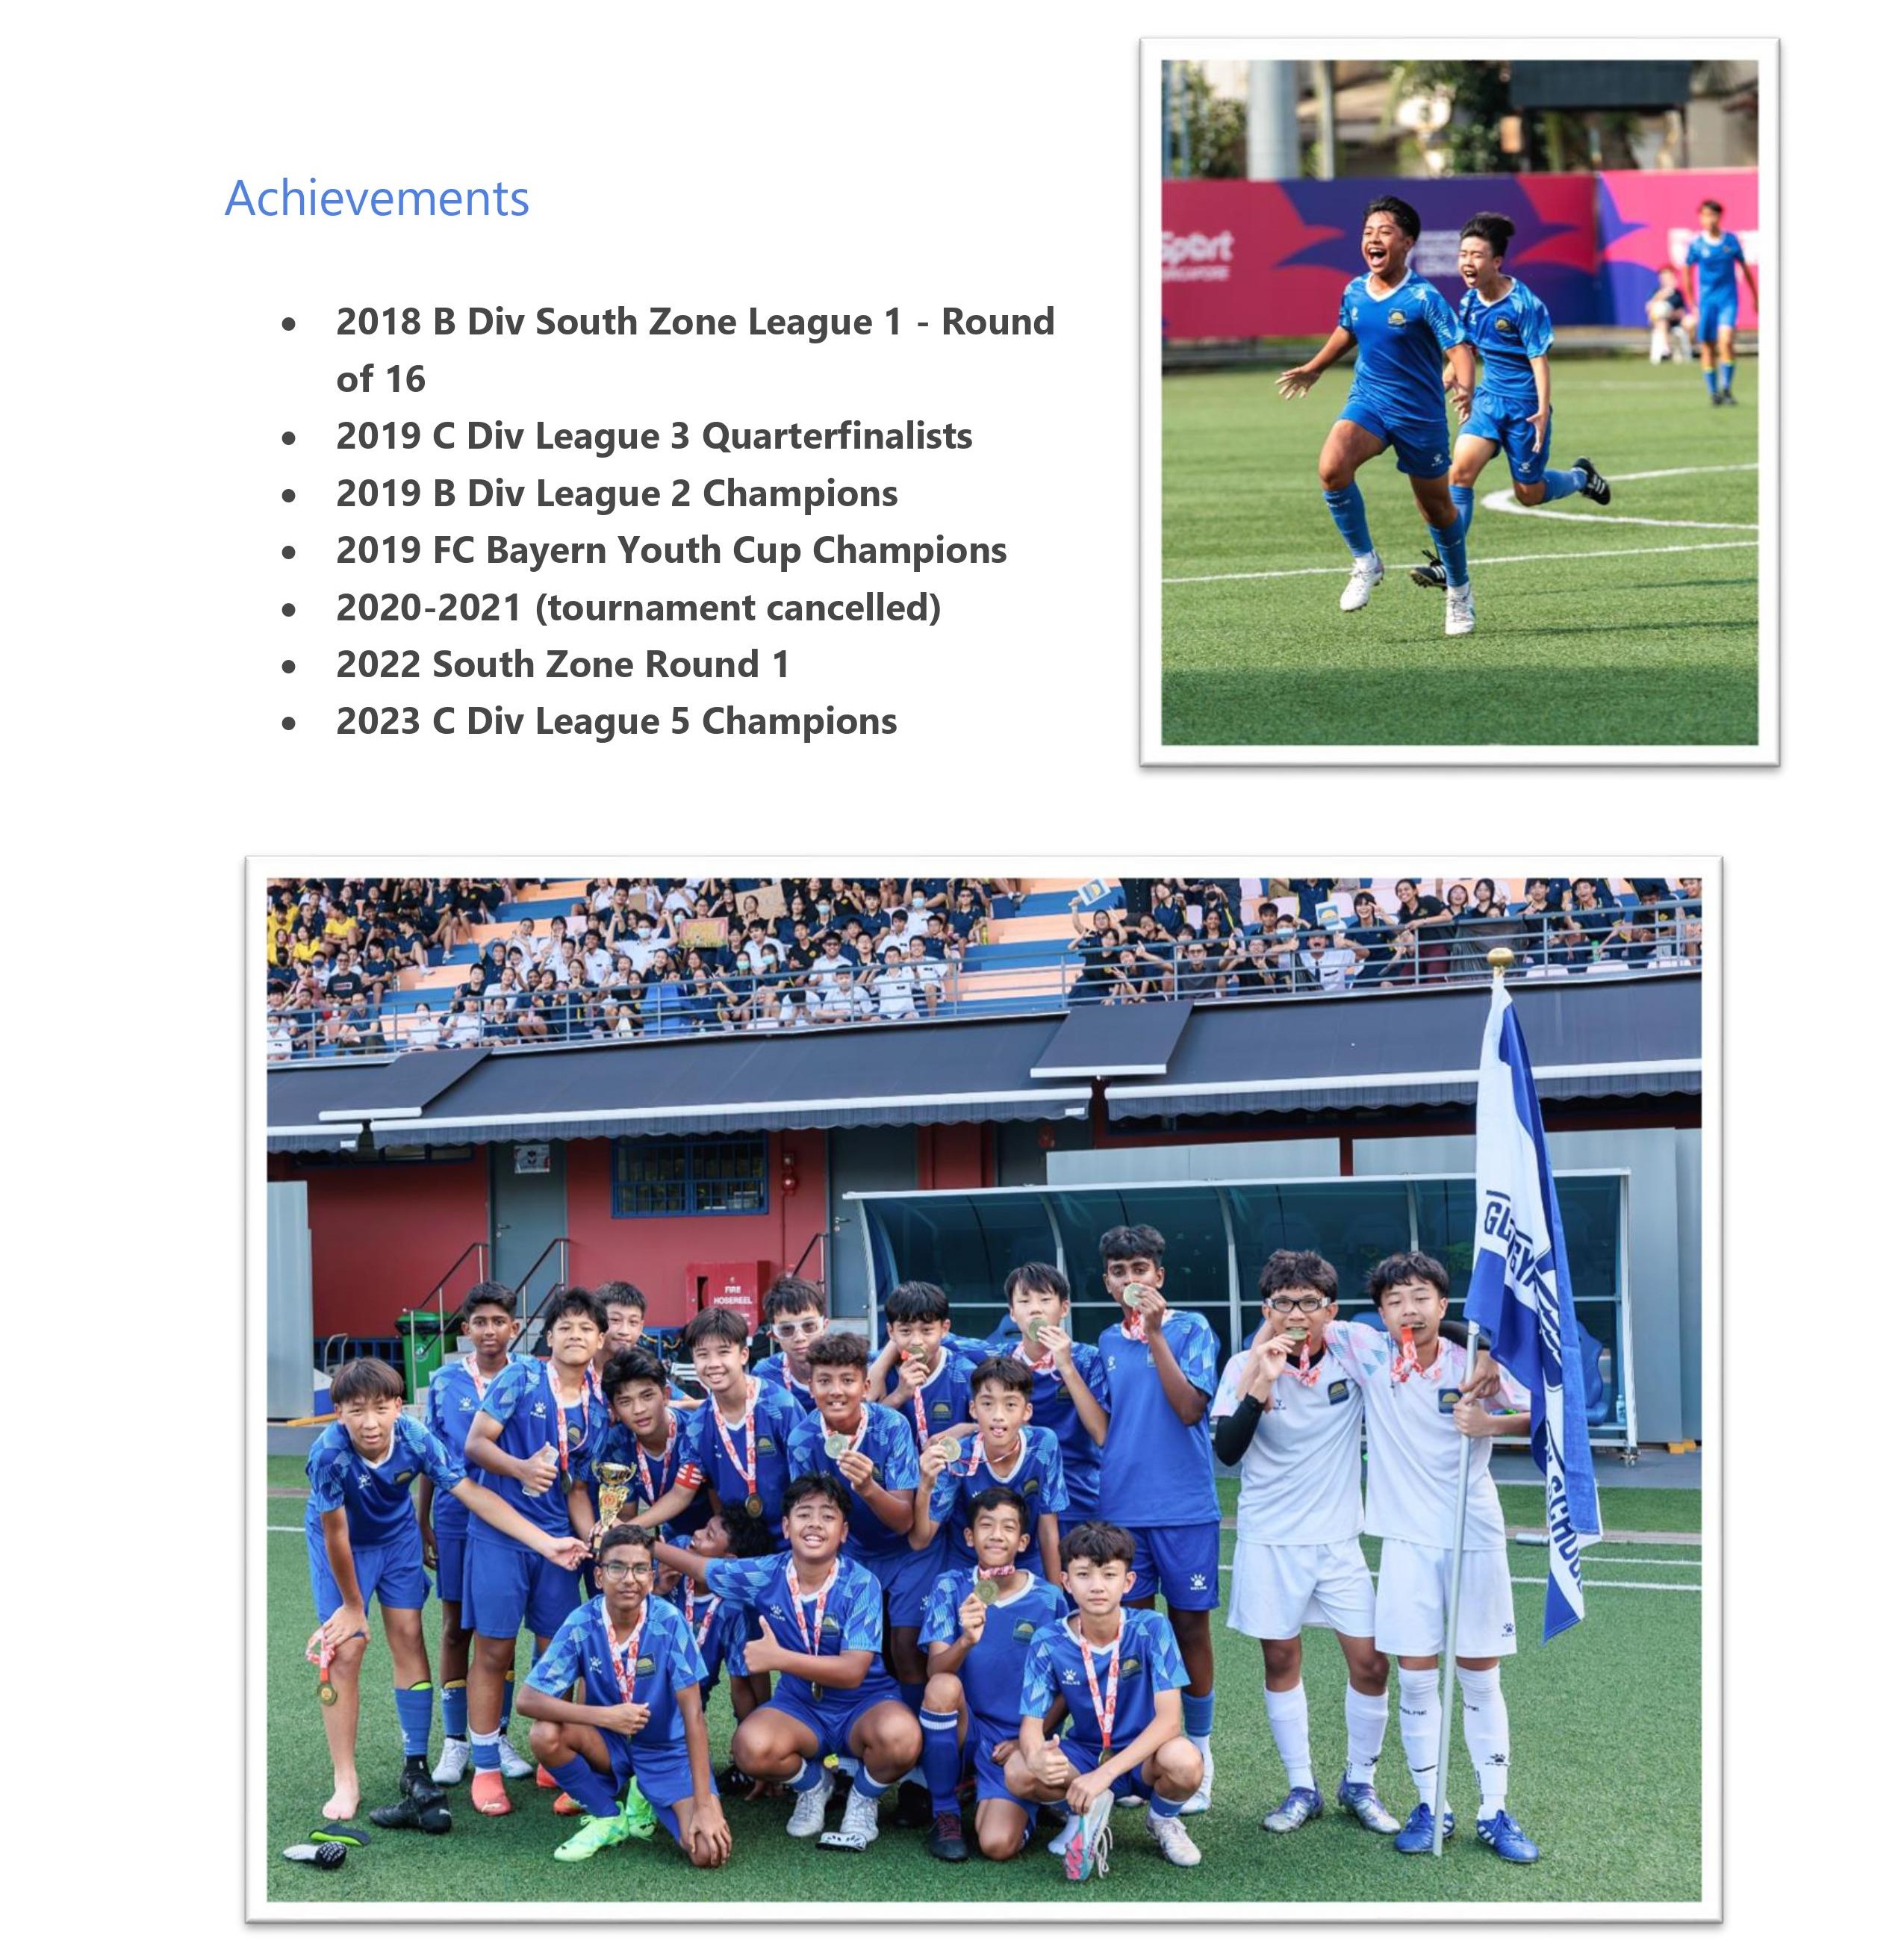 Achievements
2018 B Div South Zone League 1 - Round
of 16
2019 C Div League 3 Quarterfinalists
2019 B Div League 2 Champions
2019 FC Bayern Youth Cup Champions
2020-2021 (tournament cancelled)
2022 South Zone Round 1
2023 C Div League 5 Champions
Sport
FIRE
HOSEREEL